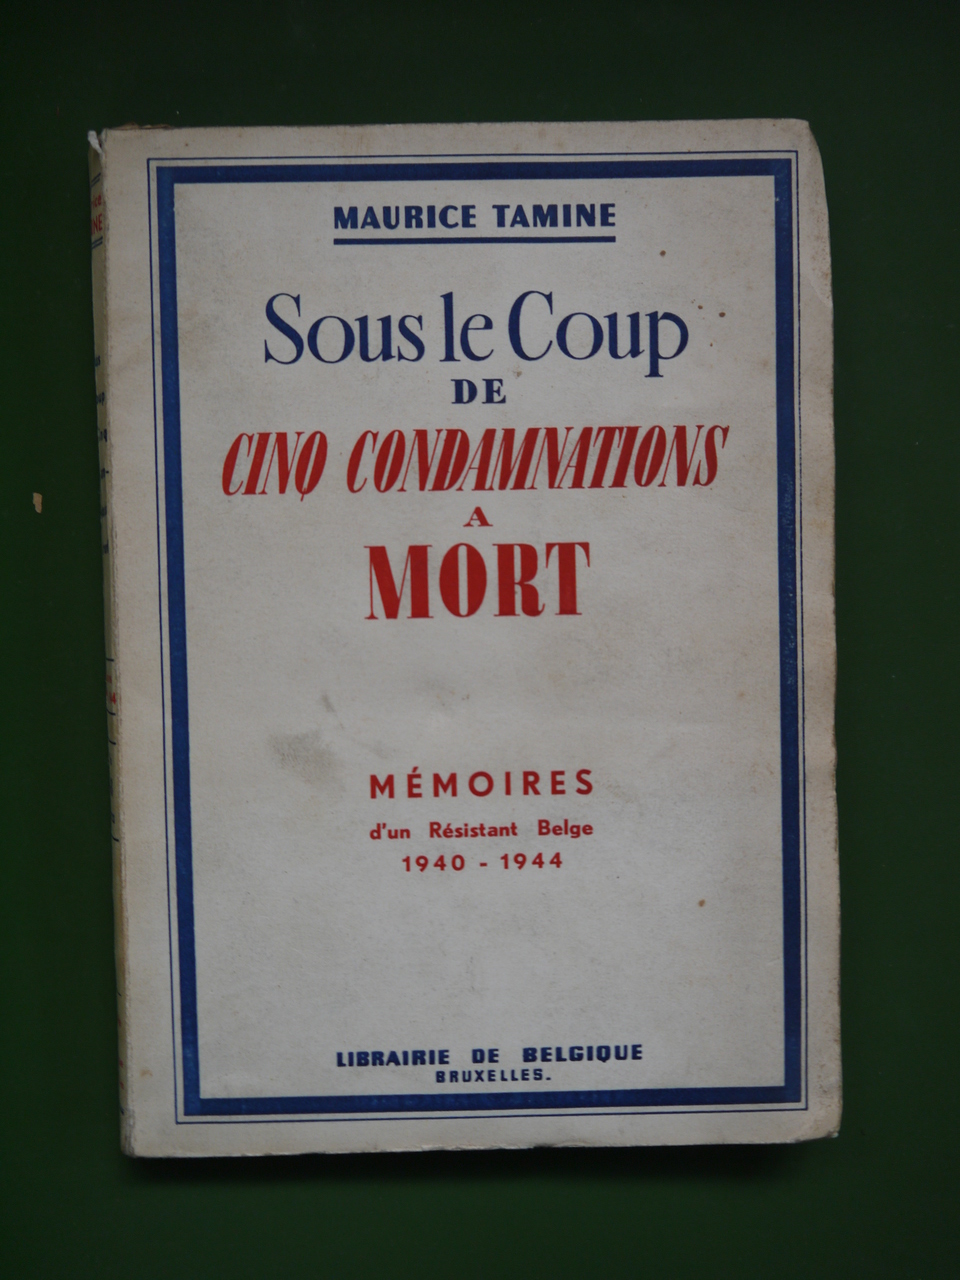 MAURICE TAMINE
Sous le Coup
DE
CINQ CONDAMNATIONS
A
MORT
MÉMOIRES
d'un Résistant Belge
1940 - 1944
LIBRAIRIE DE BELGIQUE
BRUXELLES.-